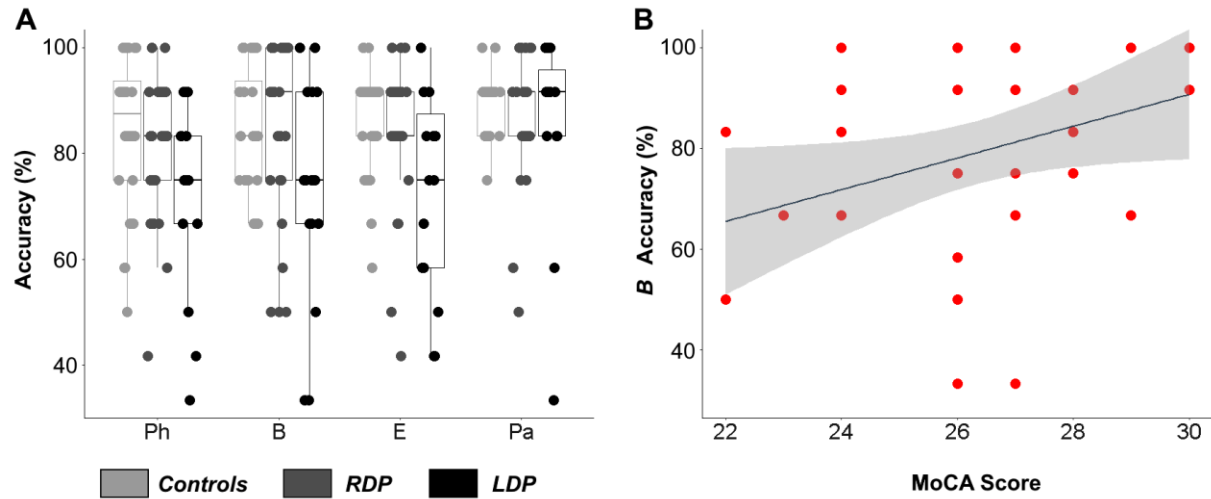 A
Accuracy (%)
100
80
60
40
Ph B E Pa
Controls RDP LDP
B
B Accuracy (%)
100
80
60
40
22 24 26 28 30
MoCA Score